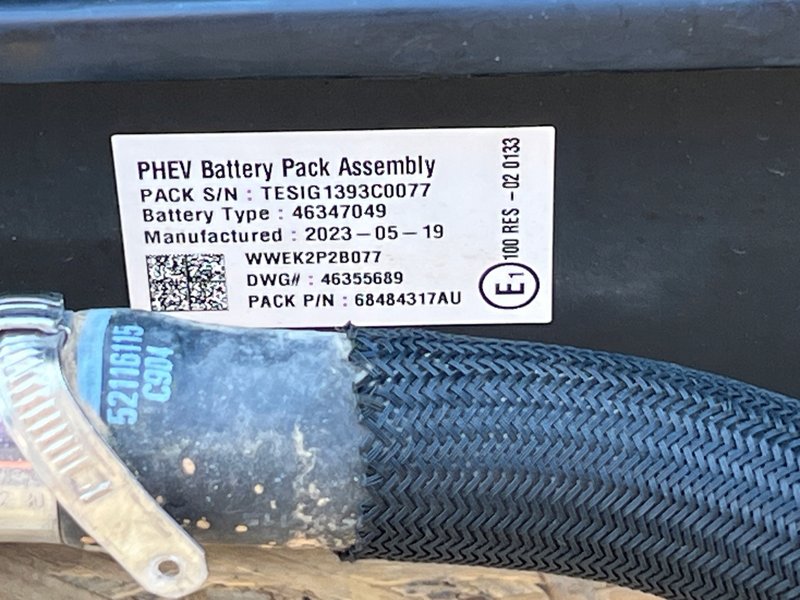 PHEV Battery Pack Assembly
PACK S/N : TESIG1393C0077
Battery Type : 46347049
Manufactured : 2023-05-19
WWEK2P2B077
DWG# : 46355689
PACK P/N : 68484317AU
100 RES - 02 0133
E1
52116115
C904